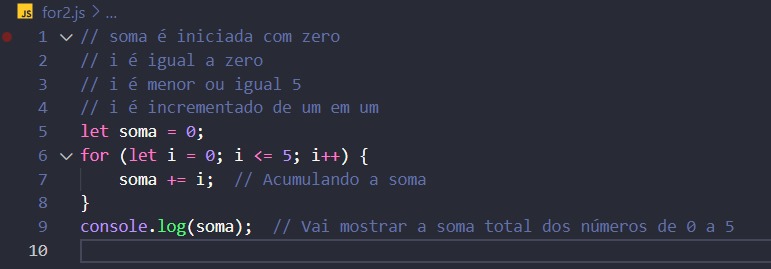 JS for2.js > ...
1 // soma é iniciada com zero
2 // i é igual a zero
3 // i é menor ou igual 5
4 // i é incrementado de um em um
5 let soma = 0;
6 for (let i = 0; i <= 5; i++) {
7     soma += i;  // Acumulando a soma
8 }
9 console.log(soma);  // Vai mostrar a soma total dos números de 0 a 5
10